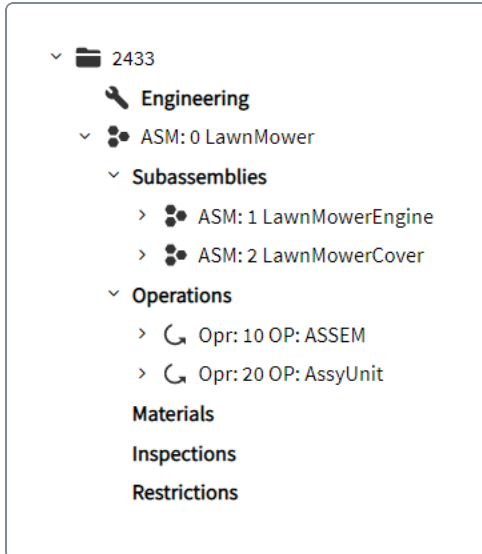 2433
Engineering
ASM: 0 LawnMower
Subassemblies
ASM: 1 LawnMowerEngine
ASM: 2 LawnMowerCover
Operations
Opr: 10 OP: ASSEM
Opr: 20 OP: AssyUnit
Materials
Inspections
Restrictions